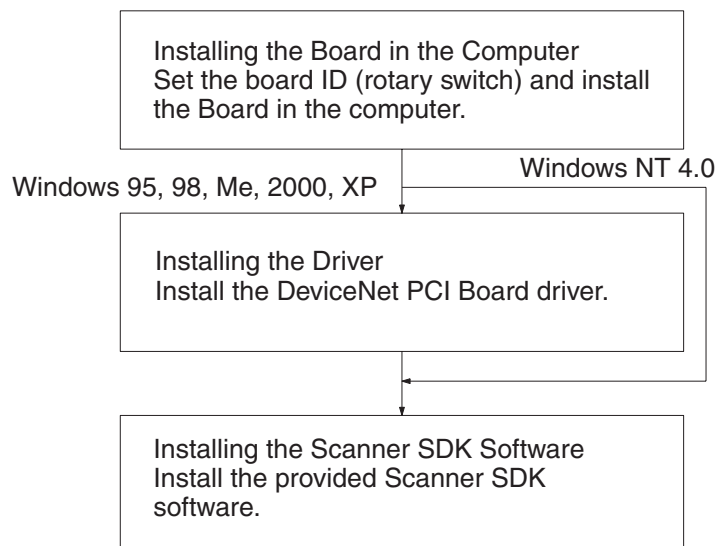 Installing the Board in the Computer
Set the board ID (rotary switch) and install
the Board in the computer.
Windows NT 4.0
Windows 95, 98, Me, 2000, XP
Installing the Driver
Install the DeviceNet PCI Board driver.
Installing the Scanner SDK Software
Install the provided Scanner SDK
software.